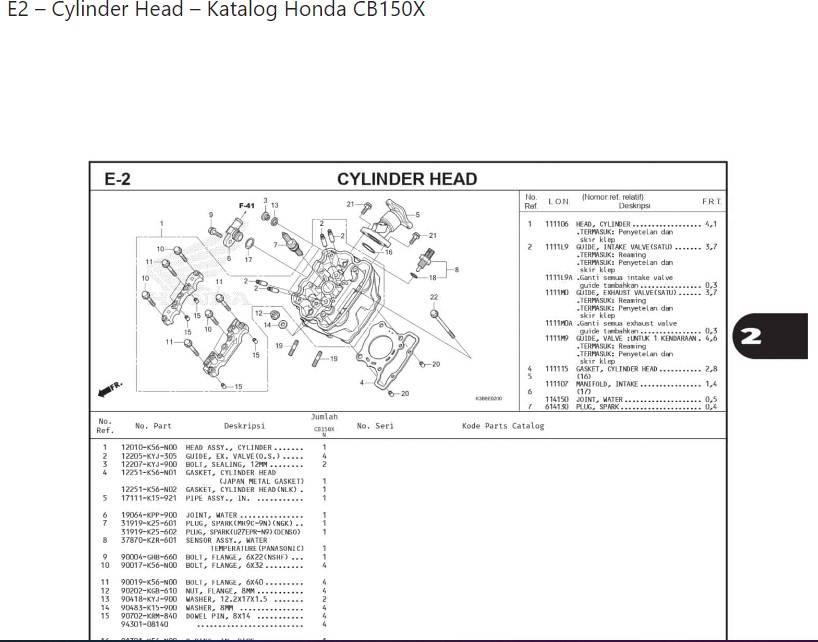 E2 – Cylinder Head – Katalog Honda CB150X
E-2 CYLINDER HEAD
F-41
3
13
21
9
1
5
2
2
7
21
10
6
17
16
11
8
18
10
11
2
22
12
15
14
15
10
11
19
15
19
20
4
15
20
FR.
K3BBE0200
No. Ref. L.O.N. (Nomor ref. relatif) Deskripsi F.R.T.
1 111106 HEAD, CYLINDER................ 4,1
.TERMASUK: Penyetelan dan
skir klep
2 1111L9 GUIDE, INTAKE VALVE(SATU) ....... 3,7
.TERMASUK: Reaming
.TERMASUK: Penyetelan dan
skir klep
1111L9A .Ganti semua intake valve
guide tambahkan............... 0,3
1111M0 GUIDE, EXHAUST VALVE(SATU)...... 3,7
.TERMASUK: Reaming
.TERMASUK: Penyetelan dan
skir klep
1111M0A .Ganti semua exhaust valve
guide tambahkan............... 0,3
1111M9 GUIDE, VALVE :UNTUK 1 KENDARAAN. 4,6
.TERMASUK: Reaming
.TERMASUK: Penyetelan dan
skir klep
4 111115 GASKET, CYLINDER HEAD........... 2,8
5 (16)
111107 MANIFOLD, INTAKE................ 1,4
6 (17)
114150 JOINT, WATER.................... 0,5
7 614130 PLUG, SPARK..................... 0,4
2
No. Ref. No. Part Deskripsi Jumlah CB150X N No. Seri Kode Parts Catalog
1 12010-K56-N00 HEAD ASSY., CYLINDER ....... 1
2 12205-KYJ-305 GUIDE, EX. VALVE(O.S.) ..... 4
3 12207-KYJ-900 BOLT, SEALING, 12MM ........ 2
4 12251-K56-N01 GASKET, CYLINDER HEAD
(JAPAN METAL GASKET) 1
12251-K56-N02 GASKET, CYLINDER HEAD(NLK) . 1
5 17111-K15-921 PIPE ASSY., IN. ........... 1
6 19064-KPP-900 JOINT, WATER ............... 1
7 31919-K25-601 PLUG, SPARK(MR9C-9N)(NGK) .. 1
31919-K25-602 PLUG, SPARK(U27EPR-N9)(DENSO) 1
8 37870-KZR-601 SENSOR ASSY., WATER
TEMPERATURE(PANASONIC) 1
9 90004-GHB-660 BOLT, FLANGE, 6X22(NSHF) ... 1
10 90017-K56-N00 BOLT, FLANGE, 6X32 ......... 4
11 90019-K56-N00 BOLT, FLANGE, 6X40 ......... 4
12 90202-KGB-610 NUT, FLANGE, 8MM ........... 4
13 90418-KYJ-900 WASHER, 12.2X17X1.5 ...... 2
14 90483-K15-900 WASHER, 8MM ............... 4
15 90702-KRM-840 DOWEL PIN, 8X14 .......... 4
94301-08140 ......................... 4